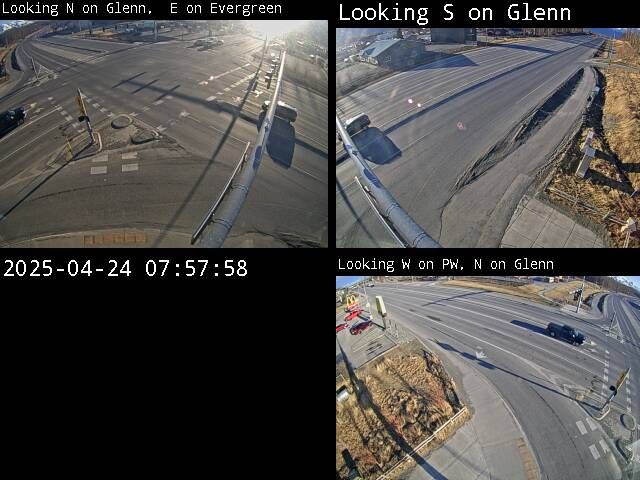 Looking N on Glenn,  E on Evergreen
Looking S on Glenn
2025-04-24 07:57:58
Looking W on PW, N on Glenn